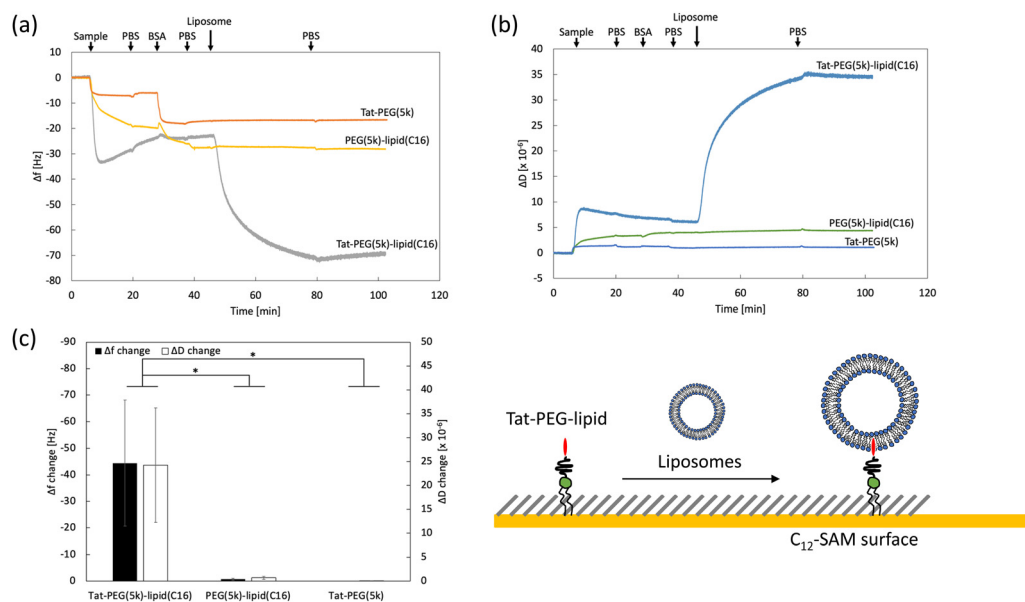 (a)
Liposome
Sample PBS BSA PBS PBS
10
0
-10
-20
-30
-40
-50
-60
-70
-80
Δf [Hz]
Tat-PEG(5k)
PEG(5k)-lipid(C16)
Tat-PEG(5k)-lipid(C16)
0 20 40 60 80 100 120
Time [min]
(b)
Liposome
Sample PBS BSA PBS PBS
40
35
30
25
20
15
10
5
0
-5
ΔD [x 10⁻⁶]
Tat-PEG(5k)-lipid(C16)
PEG(5k)-lipid(C16)
Tat-PEG(5k)
0 20 40 60 80 100 120
Time [min]
(c)
-90
-80
-70
-60
-50
-40
-30
-20
-10
-0
Δf change [Hz]
Δf change ΔD change
*
*
50
45
40
35
30
25
20
15
10
5
0
ΔD change [x 10⁻⁶]
Tat-PEG(5k)-lipid(C16) PEG(5k)-lipid(C16) Tat-PEG(5k)
Tat-PEG-lipid
Liposomes
C₁₂-SAM surface